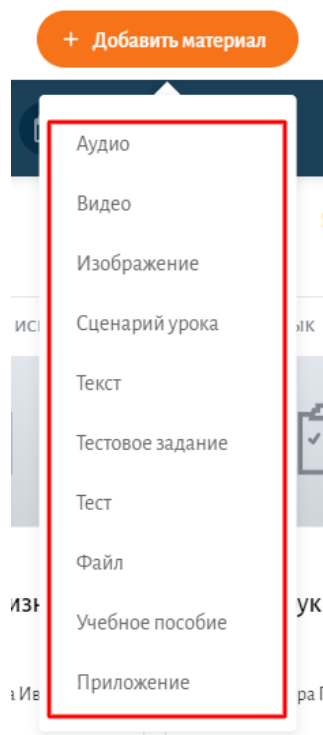 + Добавить материал
Аудио
Видео
Изображение
Сценарий урока
Текст
Тестовое задание
Тест
Файл
Учебное пособие
Приложение